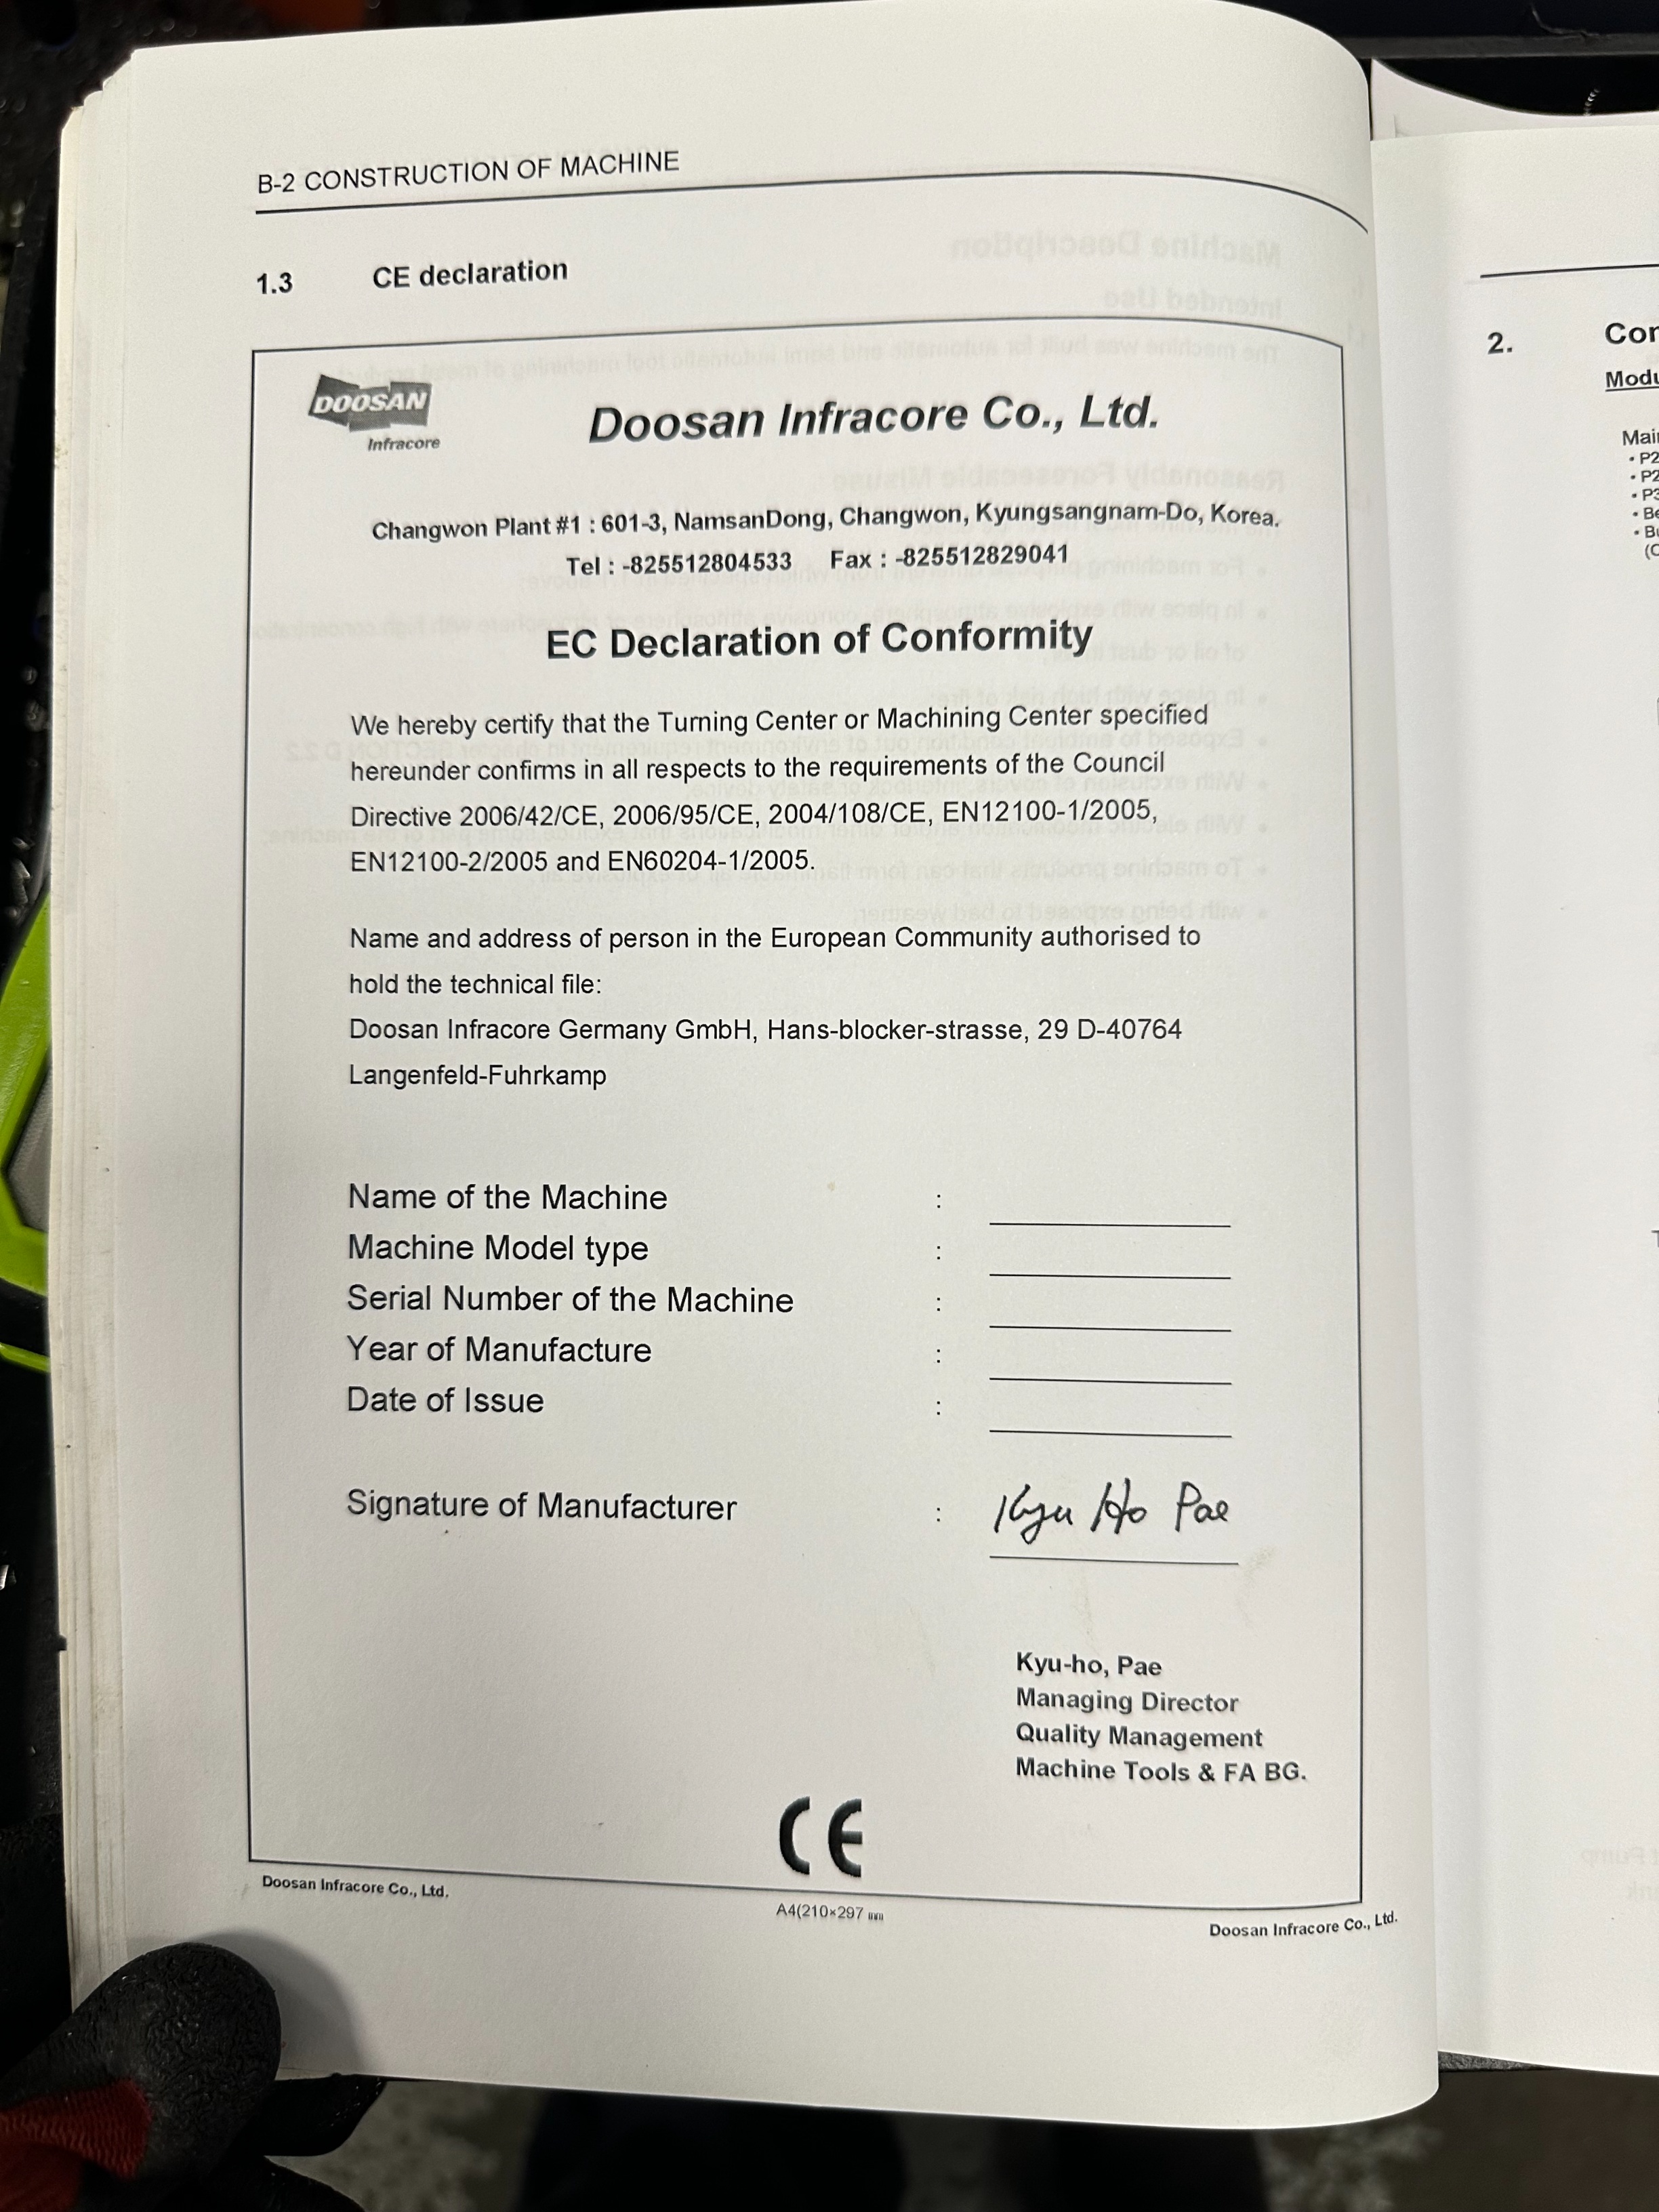 B-2 CONSTRUCTION OF MACHINE
1.3 CE declaration
DOOSAN
Infracore
Doosan Infracore Co., Ltd.
Changwon Plant #1 : 601-3, NamsanDong, Changwon, Kyungsangnam-Do, Korea.
Tel : -825512804533 Fax : -825512829041
EC Declaration of Conformity
We hereby certify that the Turning Center or Machining Center specified
hereunder confirms in all respects to the requirements of the Council
Directive 2006/42/CE, 2006/95/CE, 2004/108/CE, EN12100-1/2005,
EN12100-2/2005 and EN60204-1/2005.
Name and address of person in the European Community authorised to
hold the technical file:
Doosan Infracore Germany GmbH, Hans-blocker-strasse, 29 D-40764
Langenfeld-Fuhrkamp
Name of the Machine :
Machine Model type :
Serial Number of the Machine :
Year of Manufacture :
Date of Issue :
Signature of Manufacturer : Kyu Ho Pae
Kyu-ho, Pae
Managing Director
Quality Management
Machine Tools & FA BG.
CE
Doosan Infracore Co., Ltd.
A4(210×297 mm
Doosan Infracore Co., Ltd.
2.